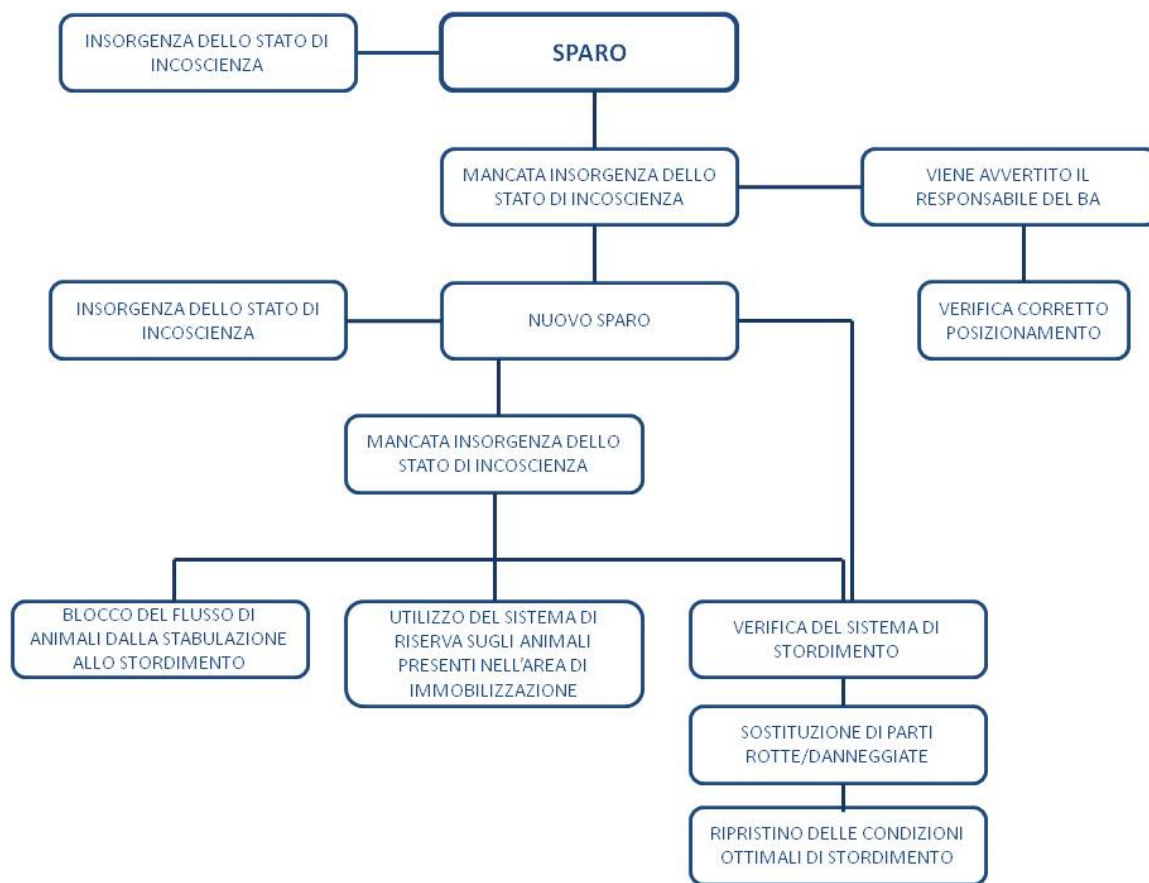 INSORGENZA DELLO STATO DI
INCOSCIENZA
SPARO
MANCATA INSORGENZA DELLO
STATO DI INCOSCIENZA
VIENE AVVERTITO IL
RESPONSABILE DEL BA
INSORGENZA DELLO STATO DI
INCOSCIENZA
NUOVO SPARO
VERIFICA CORRETTO
POSIZIONAMENTO
MANCATA INSORGENZA DELLO
STATO DI INCOSCIENZA
BLOCCO DEL FLUSSO DI
ANIMALI DALLA STABULAZIONE
ALLO STORDIMENTO
UTILIZZO DEL SISTEMA DI
RISERVA SUGLI ANIMALI
PRESENTI NELL'AREA DI
IMMOBILIZZAZIONE
VERIFICA DEL SISTEMA DI
STORDIMENTO
SOSTITUZIONE DI PARTI
ROTTE/DANNEGGIATE
RIPRISTINO DELLE CONDIZIONI
OTTIMALI DI STORDIMENTO